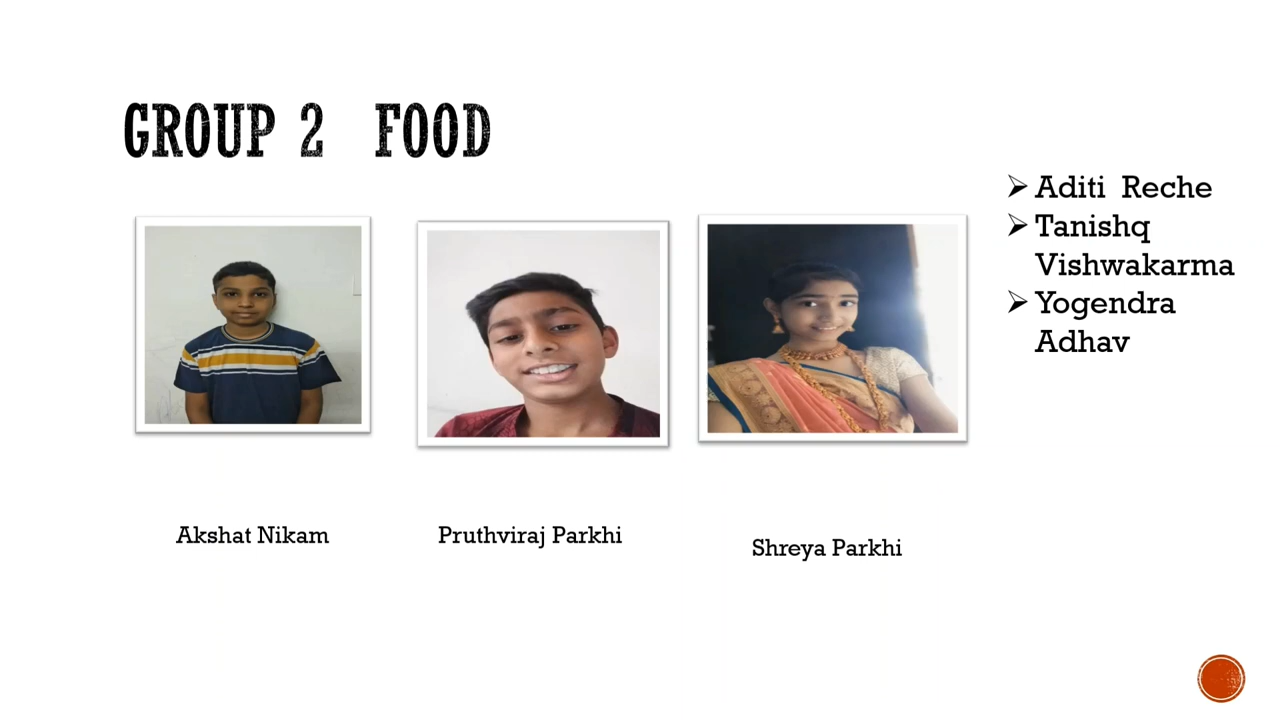 GROUP 2 FOOD
➢ Aditi Reche
➢ Tanishq
Vishwakarma
➢ Yogendra
Adhav
Akshat Nikam
Pruthviraj Parkhi
Shreya Parkhi